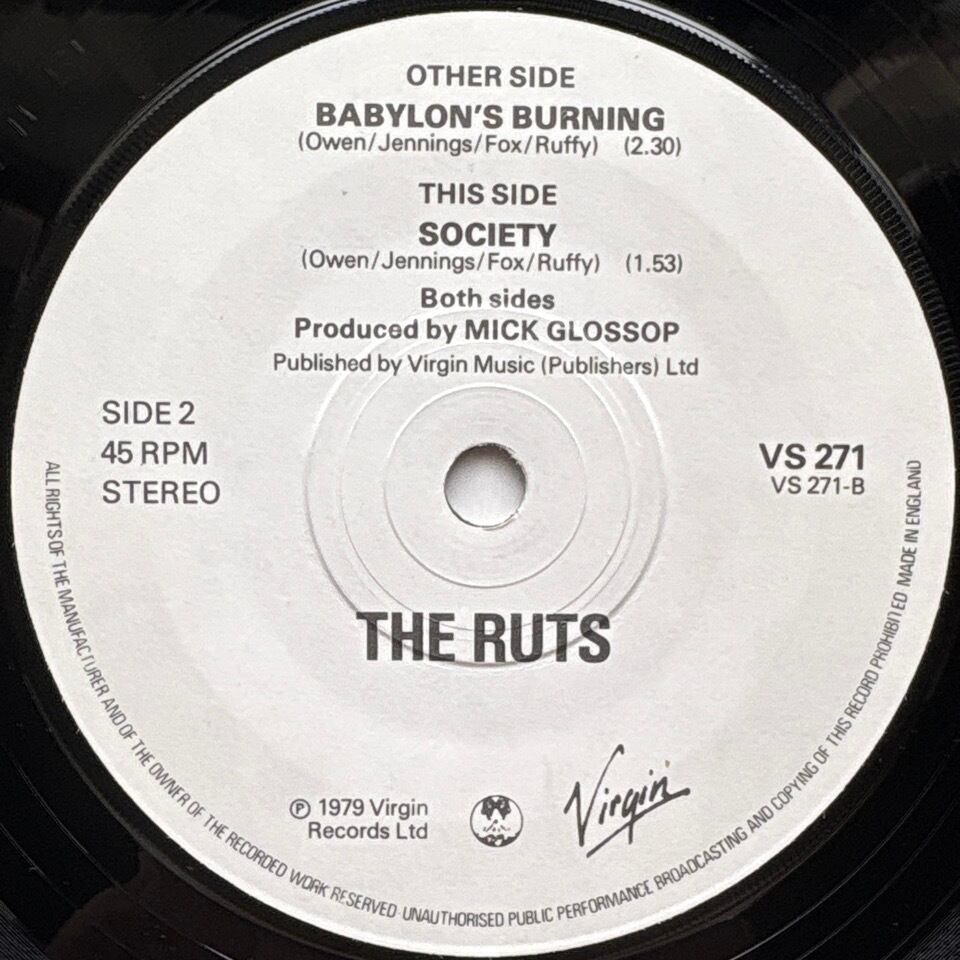 OTHER SIDE
BABYLON'S BURNING
(Owen/Jennings/Fox/Ruffy) (2.30)
THIS SIDE
SOCIETY
(Owen/Jennings/Fox/Ruffy) (1.53)
Both sides
Produced by MICK GLOSSOP
Published by Virgin Music (Publishers) Ltd
SIDE 2
45 RPM
STEREO
VS 271
VS 271-B
THE RUTS
℗ 1979 Virgin
Records Ltd
Virgin
ALL RIGHTS OF THE MANUFACTURER AND OF THE OWNER OF THE RECORDED WORK RESERVED·UNAUTHORISED PUBLIC PERFORMANCE BROADCASTING AND COPYING OF THIS RECORD PROHIBITED MADE IN ENGLAND